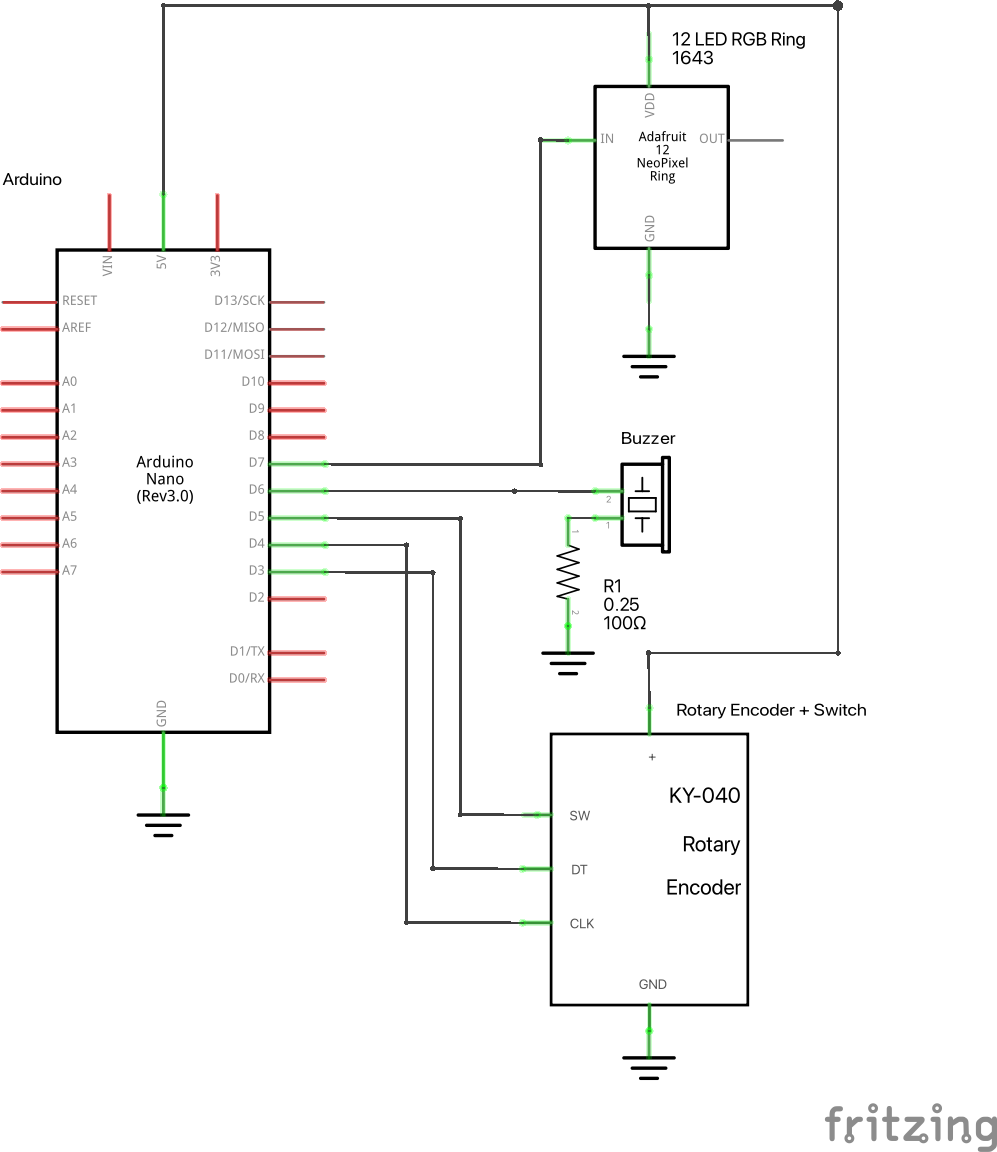 12 LED RGB Ring
1643
VDD
IN
Adafruit
12
NeoPixel
Ring
OUT
GND
Arduino
VIN
5V
3V3
RESET
AREF
A0
A1
A2
A3
A4
A5
A6
A7
Arduino
Nano
(Rev3.0)
D13/SCK
D12/MISO
D11/MOSI
D10
D9
D8
D7
D6
D5
D4
D3
D2
D1/TX
D0/RX
GND
Buzzer
2
1
1
2
R1
0.25
100Ω
Rotary Encoder + Switch
+
KY-040
Rotary
Encoder
SW
DT
CLK
GND
fritzing